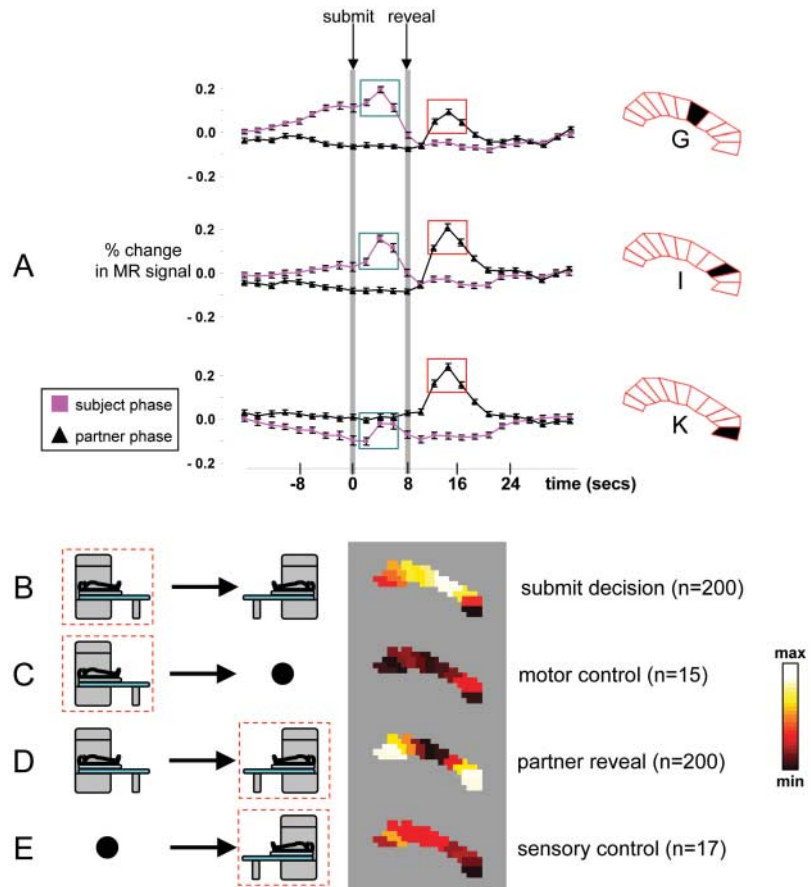 submit reveal
0.2
0.0
- 0.2
G
0.2
% change
in MR signal
0.0
- 0.2
A
I
0.2
0.0
- 0.2
K
subject phase
partner phase
-8 0 8 16 24 time (secs)
B submit decision (n=200)
C motor control (n=15)
D partner reveal (n=200)
E sensory control (n=17)
max
min